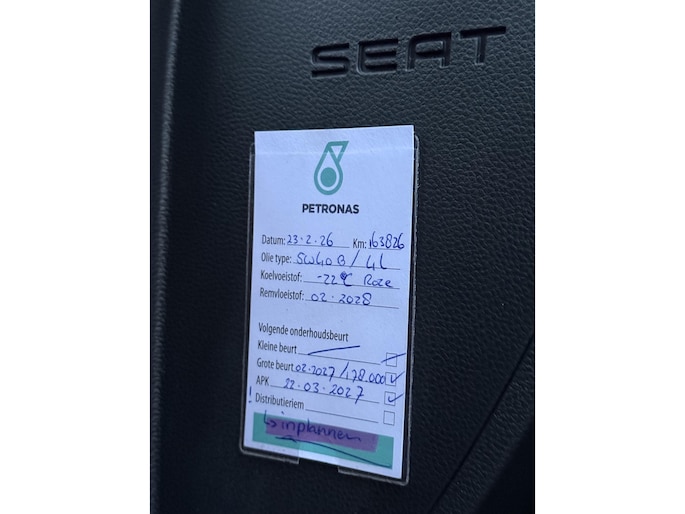 SEAT
PETRONAS
Datum: 23-2-26 Km: 163826
Olie type: 5W40 B / 4L
Koelvoeistof: -22°C Roze
Remvloeistof: 02-2028
Volgende onderhoudsbeurt
Kleine beurt
Grote beurt 02-2027 / 178.000
APK 22-03-2027
! Distributieriem
↳ inplannen